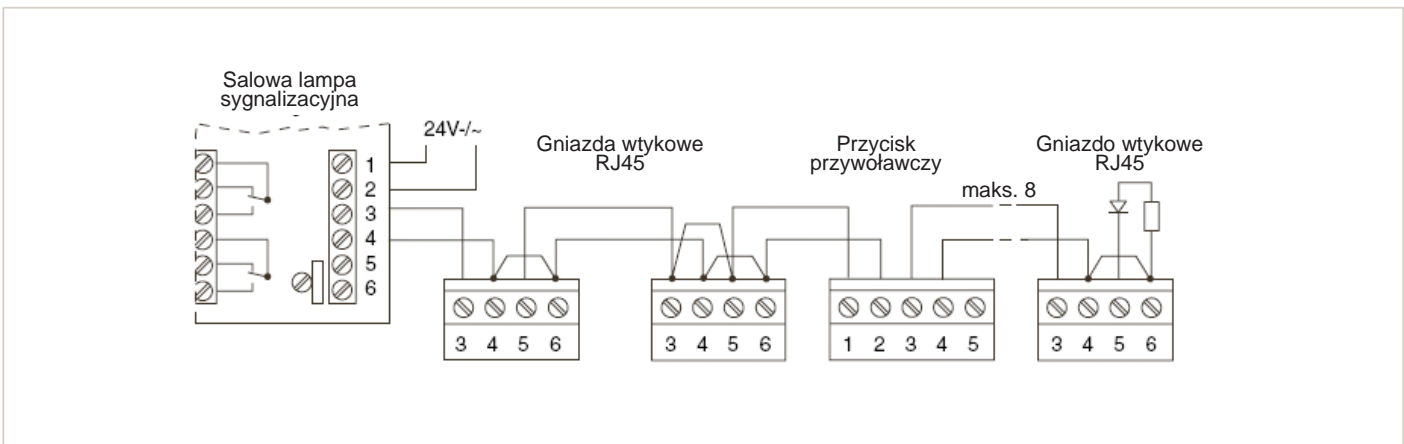 Salowa lampa
sygnalizacyjna
24V-/~
Gniazda wtykowe
RJ45
Przycisk
przywoławczy
Gniazdo wtykowe
RJ45
maks. 8
1
2
3
4
5
6
3 4 5 6
3 4 5 6
1 2 3 4 5
3 4 5 6